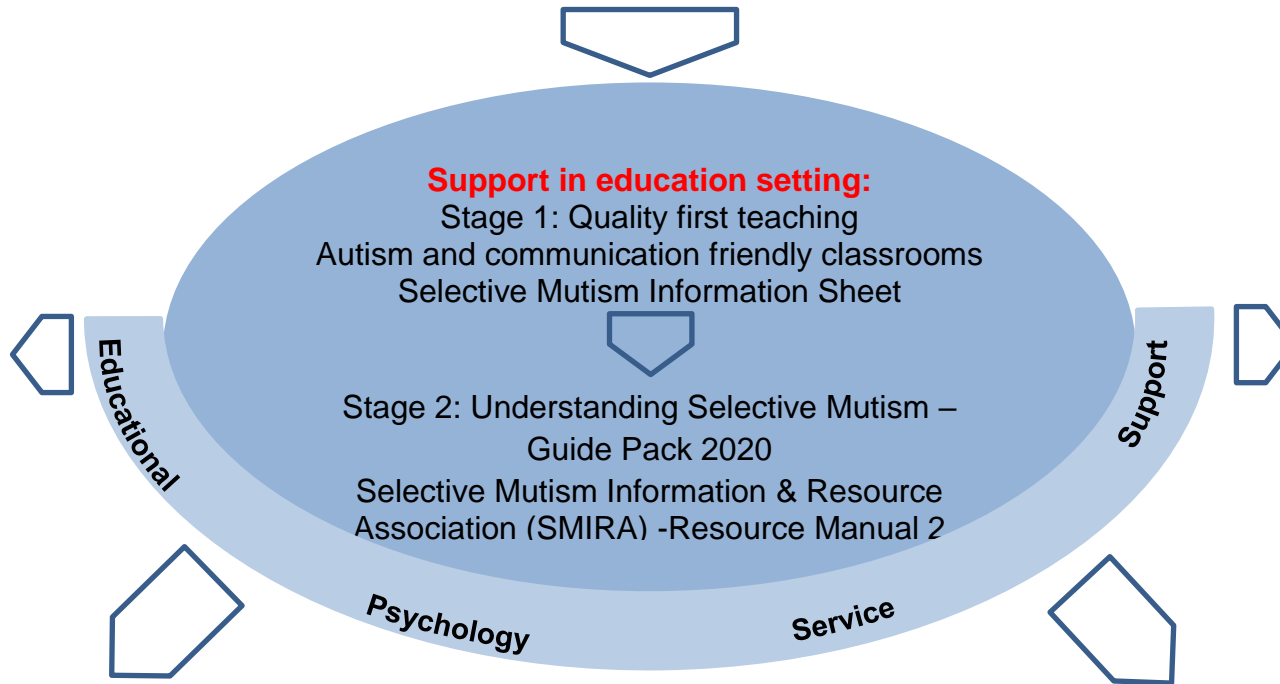 Support in education setting:
Stage 1: Quality first teaching
Autism and communication friendly classrooms
Selective Mutism Information Sheet
Stage 2: Understanding Selective Mutism –
Guide Pack 2020
Selective Mutism Information & Resource
Association (SMIRA) -Resource Manual 2
Educational
Psychology
Service
Support